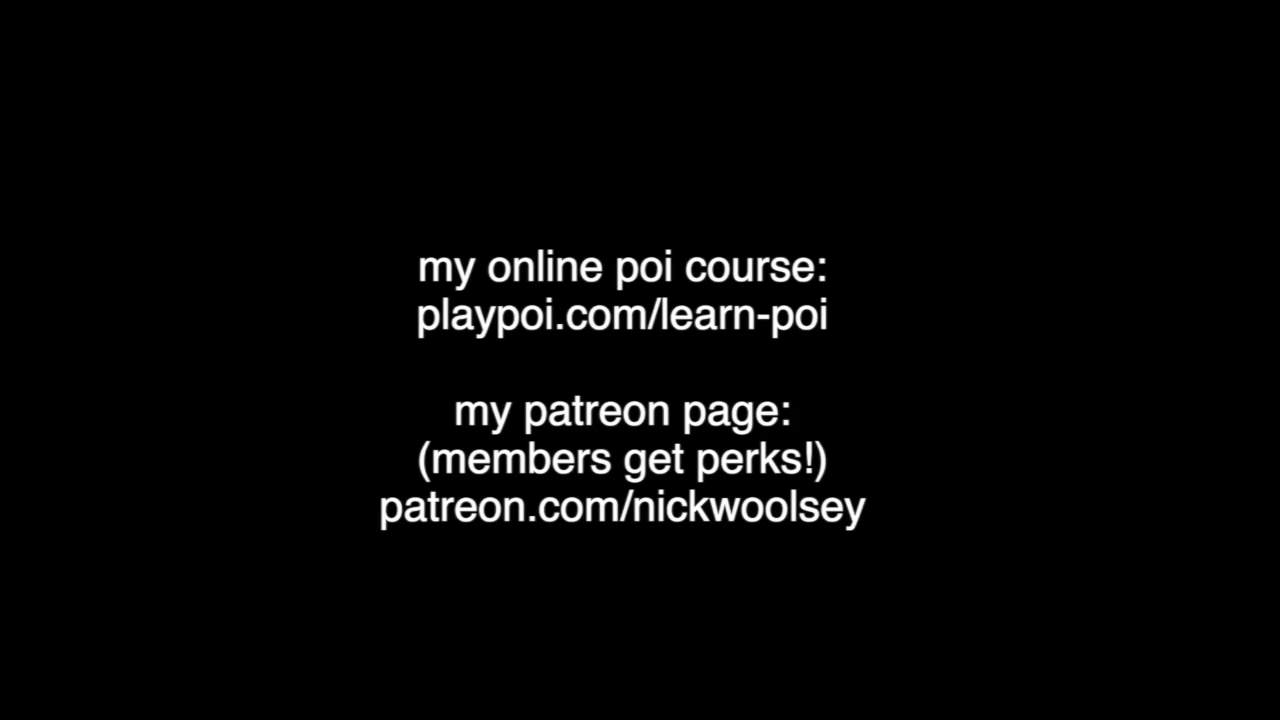 my online poi course:
playpoi.com/learn-poi
my patreon page:
(members get perks!)
patreon.com/nickwoolsey